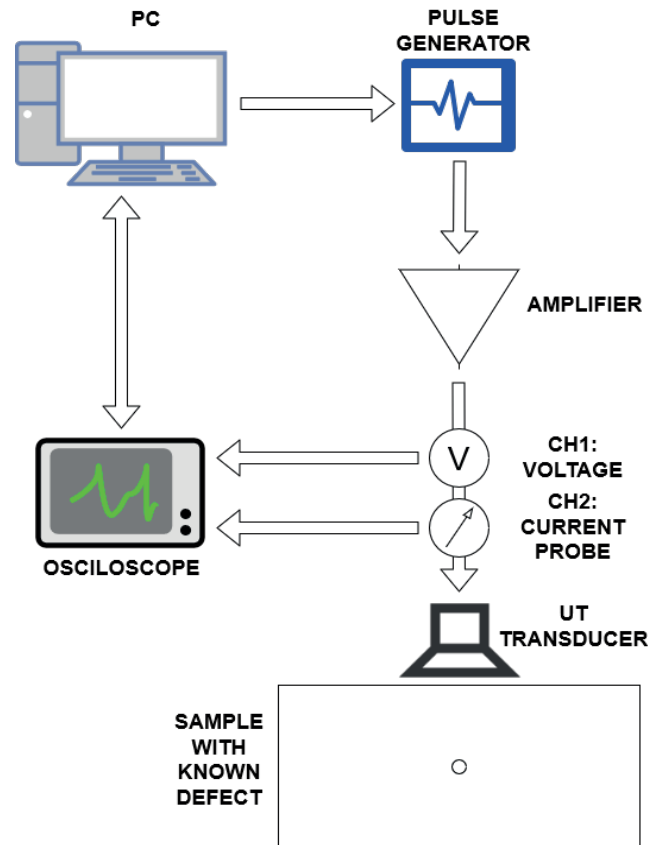 PC
PULSE
GENERATOR
AMPLIFIER
V
CH1:
VOLTAGE
CH2:
CURRENT
PROBE
OSCILOSCOPE
UT
TRANSDUCER
SAMPLE
WITH
KNOWN
DEFECT